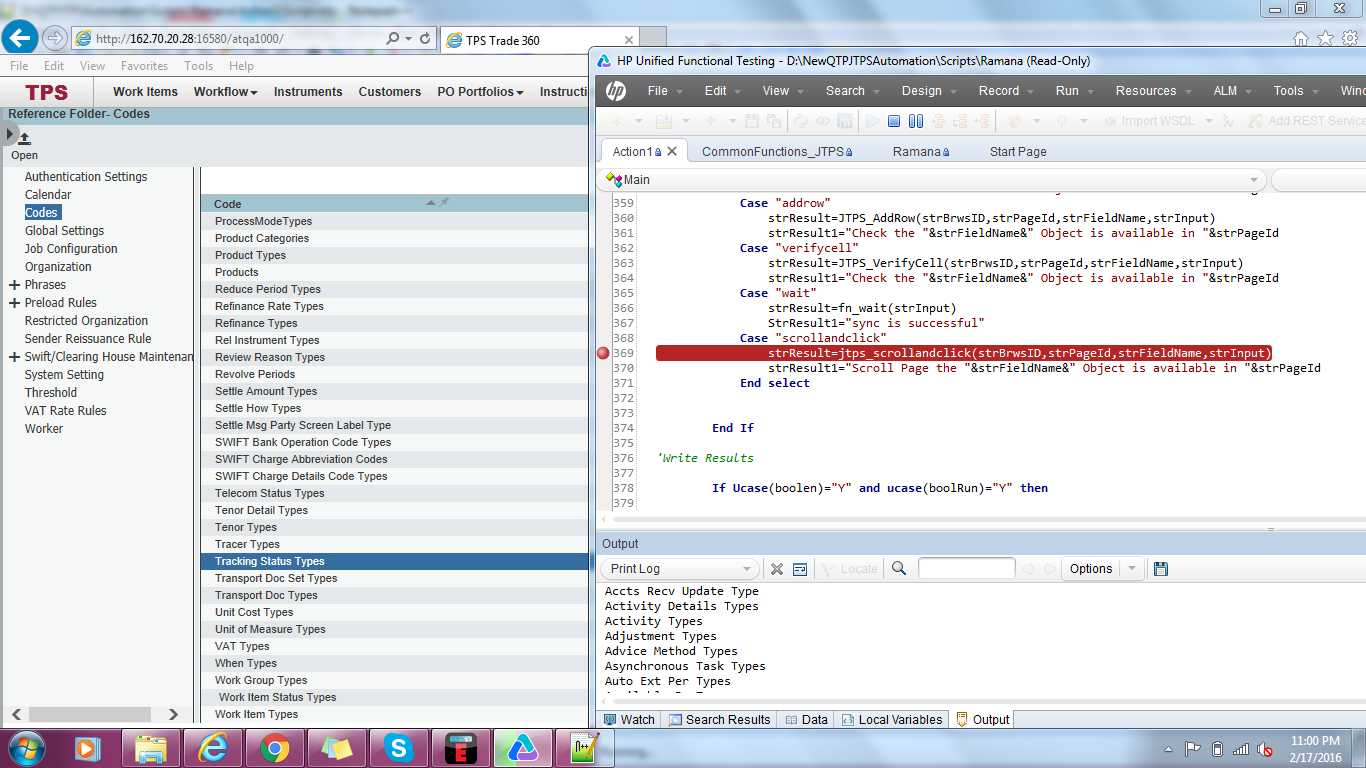 http://162.70.20.28:16580/atqa1000/
TPS Trade 360
File Edit View Favorites Tools Help
TPS Work Items Workflow Instruments Customers PO Portfolios Instructi
Reference Folder- Codes
Open
Authentication Settings
Calendar
Codes
Global Settings
Job Configuration
Organization
Phrases
Preload Rules
Restricted Organization
Sender Reissuance Rule
Swift/Clearing House Maintenan
System Setting
Threshold
VAT Rate Rules
Worker
Code
ProcessModeTypes
Product Categories
Product Types
Products
Reduce Period Types
Refinance Rate Types
Refinance Types
Rel Instrument Types
Review Reason Types
Revolve Periods
Settle Amount Types
Settle How Types
Settle Msg Party Screen Label Type
SWIFT Bank Operation Code Types
SWIFT Charge Abbreviation Codes
SWIFT Charge Details Code Types
Telecom Status Types
Tenor Detail Types
Tenor Types
Tracer Types
Tracking Status Types
Transport Doc Set Types
Transport Doc Types
Unit Cost Types
Unit of Measure Types
VAT Types
When Types
Work Group Types
Work Item Status Types
Work Item Types
HP Unified Functional Testing - D:\NewQTPJTPSAutomation\Scripts\Ramana (Read-Only)
hp File Edit View Search Design Record Run Resources ALM Tools Wind
Import WSDL Add REST Service
Action1 CommonFunctions_JTPS Ramana Start Page
Main
359 Case "addrow"
360 strResult=JTPS_AddRow(strBrwsID,strPageId,strFieldName,strInput)
361 strResult1="Check the "&strFieldName&" Object is available in "&strPageId
362 Case "verifycell"
363 strResult=JTPS_VerifyCell(strBrwsID,strPageId,strFieldName,strInput)
364 strResult1="Check the "&strFieldName&" Object is available in "&strPageId
365 Case "wait"
366 strResult=fn_wait(strInput)
367 StrResult1="sync is successful"
368 Case "scrollandclick"
369 strResult=jtps_scrollandclick(strBrwsID,strPageId,strFieldName,strInput)
370 strResult1="Scroll Page the "&strFieldName&" Object is available in "&strPageId
371 End select
372
373
374 End If
375
376 'Write Results
377
378 If Ucase(boolen)="Y" and ucase(boolRun)="Y" then
379
Output
Print Log Locate Options
Accts Recv Update Type
Activity Details Types
Activity Types
Adjustment Types
Advice Method Types
Asynchronous Task Types
Auto Ext Per Types
Watch Search Results Data Local Variables Output
11:00 PM
2/17/2016